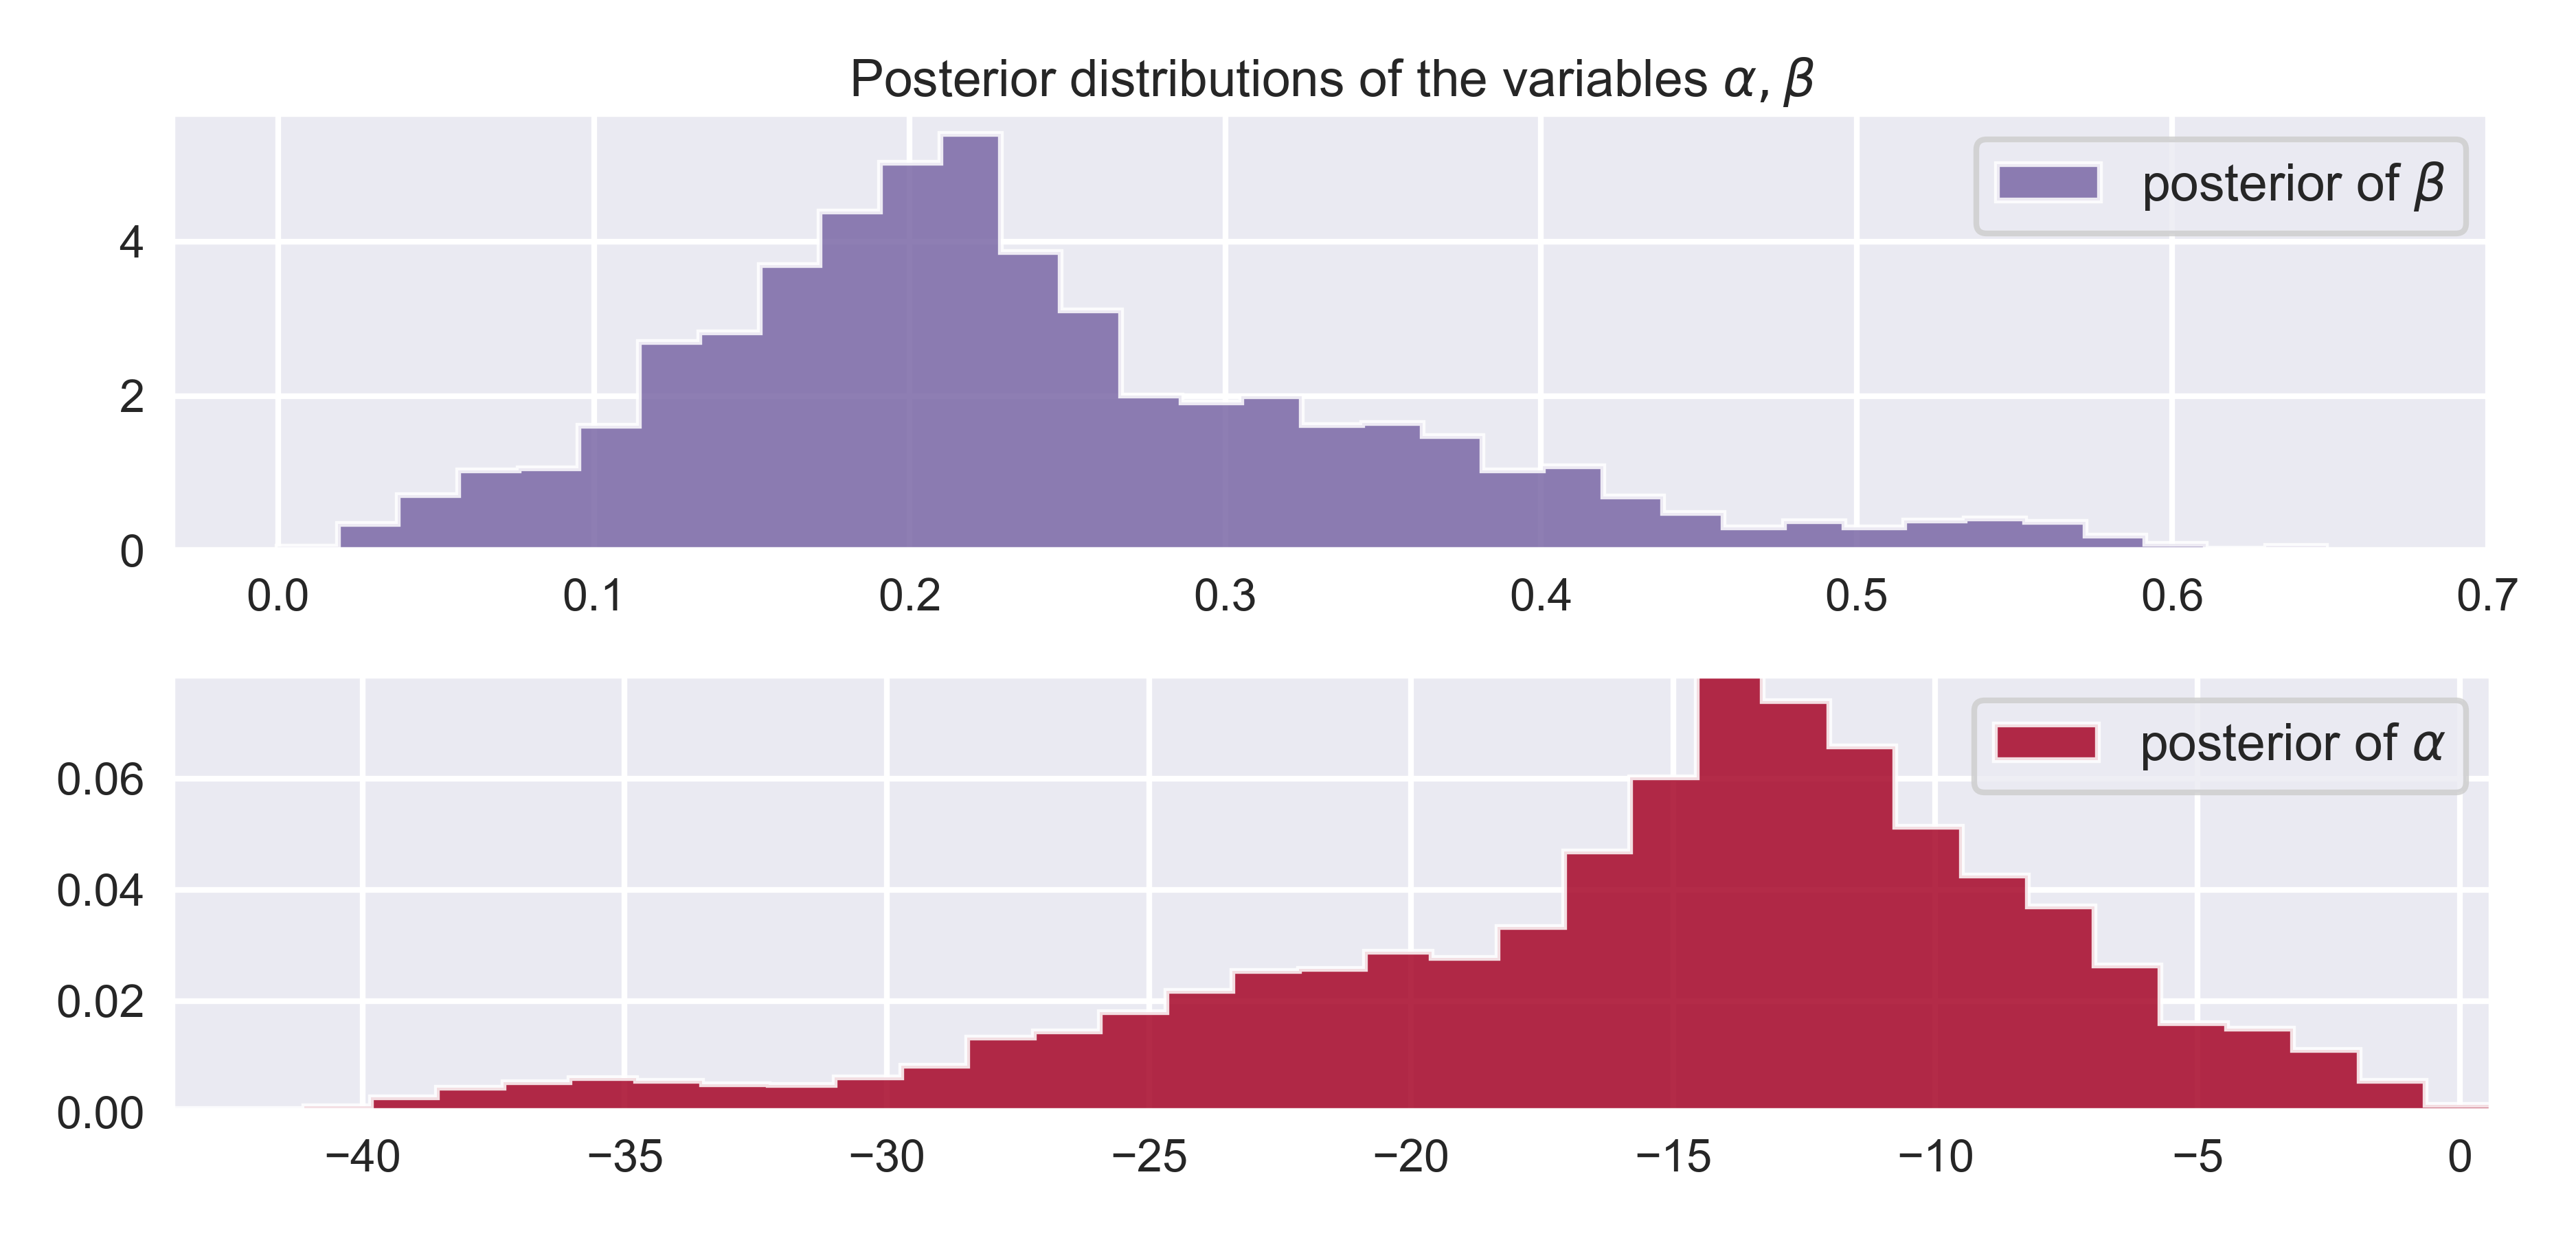 Posterior distributions of the variables α, β
posterior of β
4
2
0
0.0 0.1 0.2 0.3 0.4 0.5 0.6 0.7
posterior of α
0.06
0.04
0.02
0.00
−40 −35 −30 −25 −20 −15 −10 −5 0